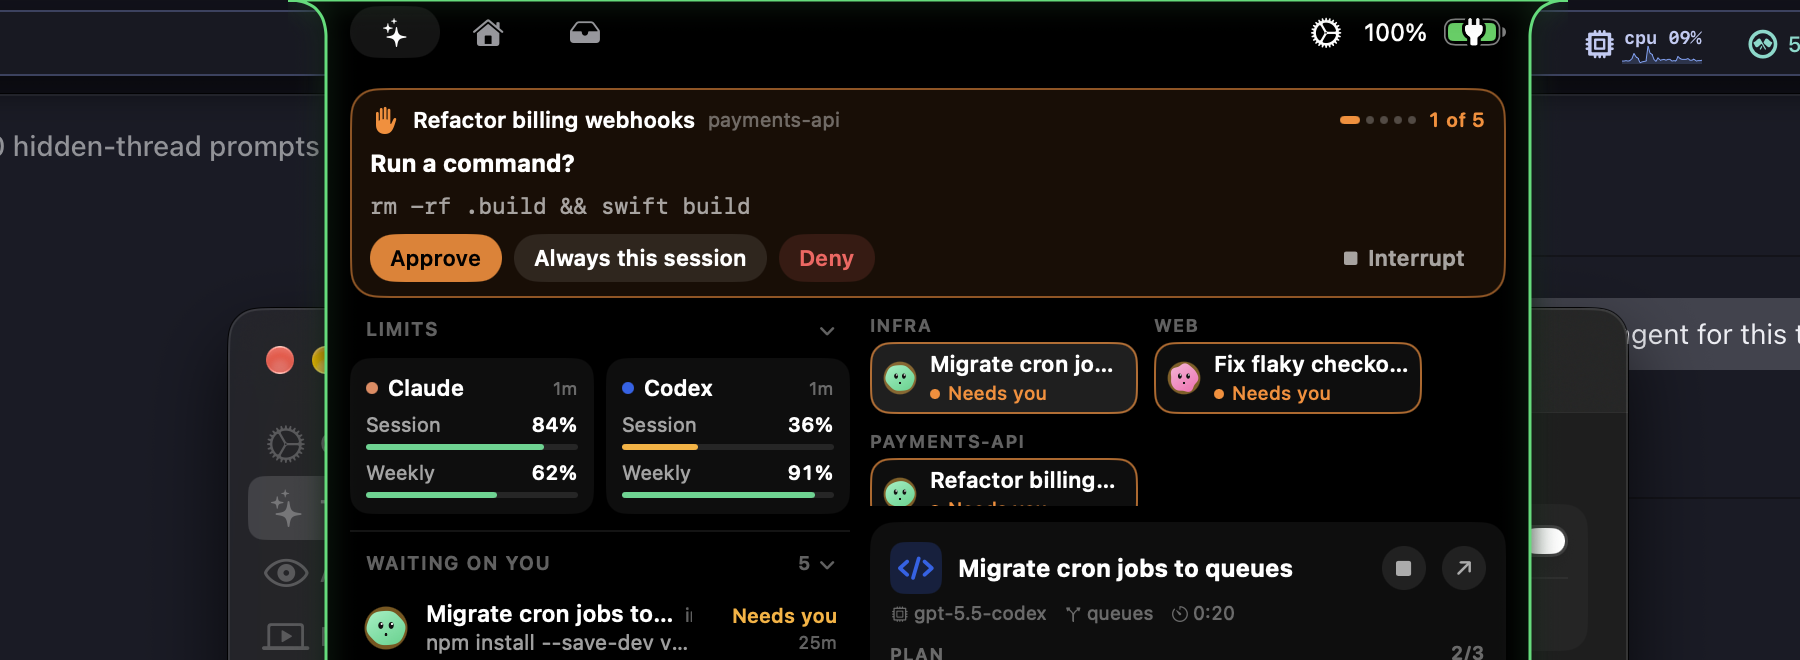 100%
cpu 09%
5
hidden-thread prompts
Refactor billing webhooks payments-api
1 of 5
Run a command?
rm -rf .build && swift build
Approve
Always this session
Deny
Interrupt
LIMITS
Claude 1m
Session 84%
Weekly 62%
Codex 1m
Session 36%
Weekly 91%
INFRA
Migrate cron jo...
Needs you
WEB
Fix flaky checko...
Needs you
PAYMENTS-API
Refactor billing...
Needs you
gent for this t
WAITING ON YOU 5
Migrate cron jobs to... Needs you
npm install --save-dev v... 25m
Migrate cron jobs to queues
gpt-5.5-codex queues 0:20
PLAN 2/3